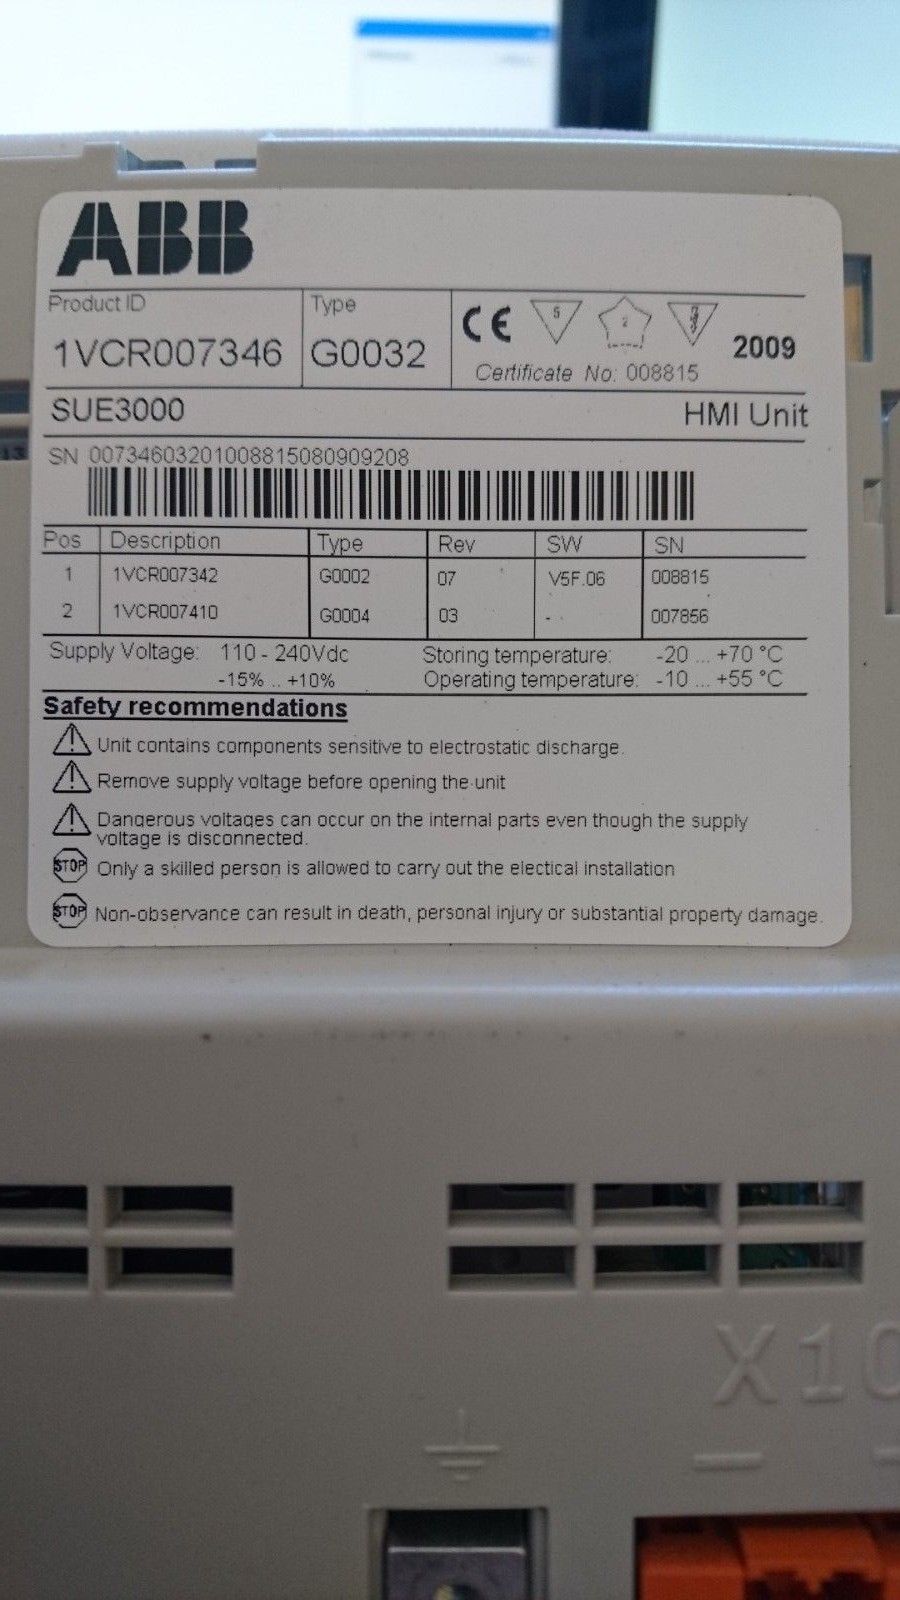 ABB
Product ID
Type
1VCR007346
G0032
CE
5
2
2009
Certificate No: 008815
SUE3000
HMI Unit
SN 00734603201008815080909208
Pos Description Type Rev SW SN
1 1VCR007342 G0002 07 V5F.06 008815
2 1VCR007410 G0004 03 - 007856
Supply Voltage: 110 - 240Vdc
-15% .. +10%
Storing temperature: -20 ... +70 °C
Operating temperature: -10 ... +55 °C
Safety recommendations
Unit contains components sensitive to electrostatic discharge.
Remove supply voltage before opening the unit
Dangerous voltages can occur on the internal parts even though the supply
voltage is disconnected.
STOP Only a skilled person is allowed to carry out the electical installation
STOP Non-observance can result in death, personal injury or substantial property damage.
X10